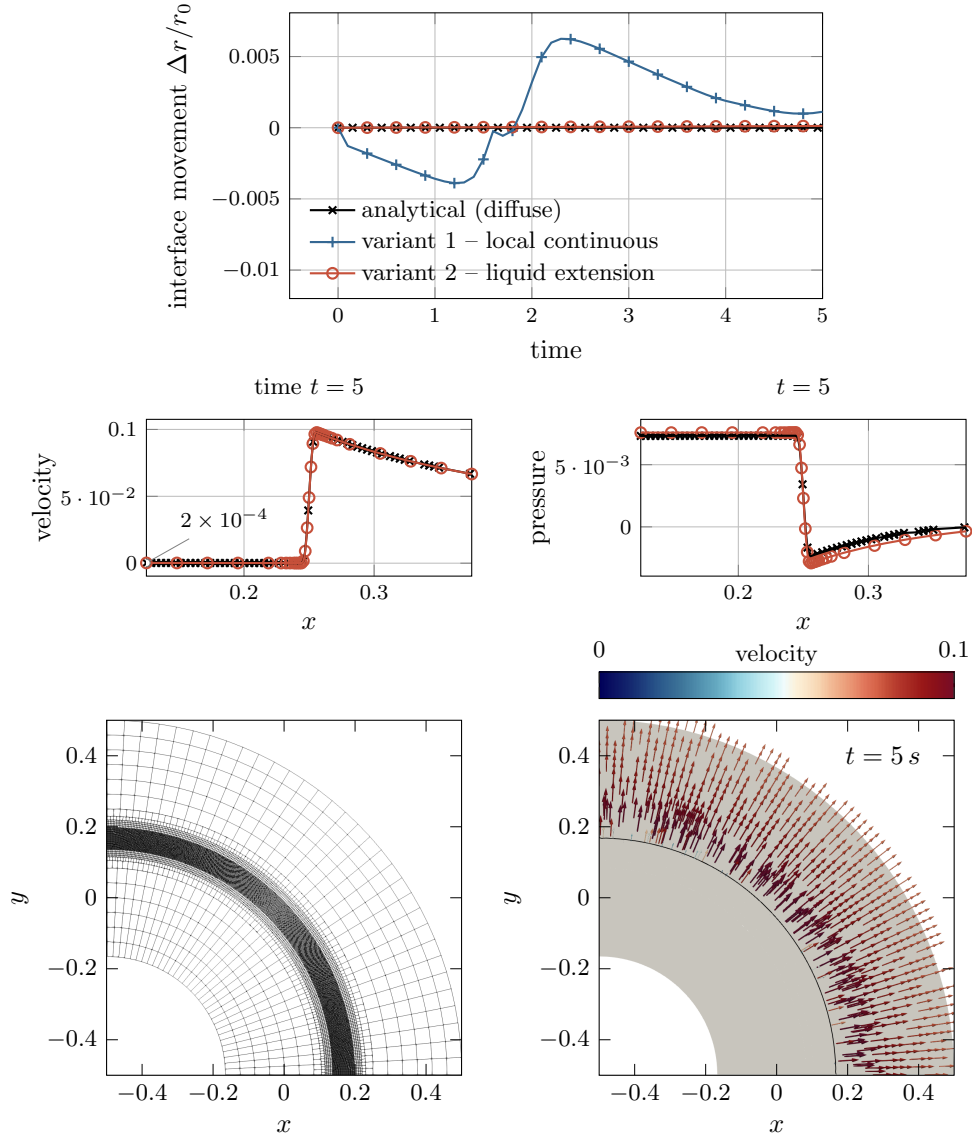 interface movement Δr/r₀
0.005
0
−0.005
−0.01
analytical (diffuse)
variant 1 – local continuous
variant 2 – liquid extension
0 1 2 3 4 5
time
time t = 5
velocity
0.1
5 · 10⁻²
0
2 × 10⁻⁴
0.2 0.3
x
t = 5
pressure
5 · 10⁻³
0
0.2 0.3
x
0 velocity 0.1
y
0.4
0.2
0
−0.2
−0.4
−0.4 −0.2 0 0.2 0.4
x
t = 5 s
y
0.4
0.2
0
−0.2
−0.4
−0.4 −0.2 0 0.2 0.4
x